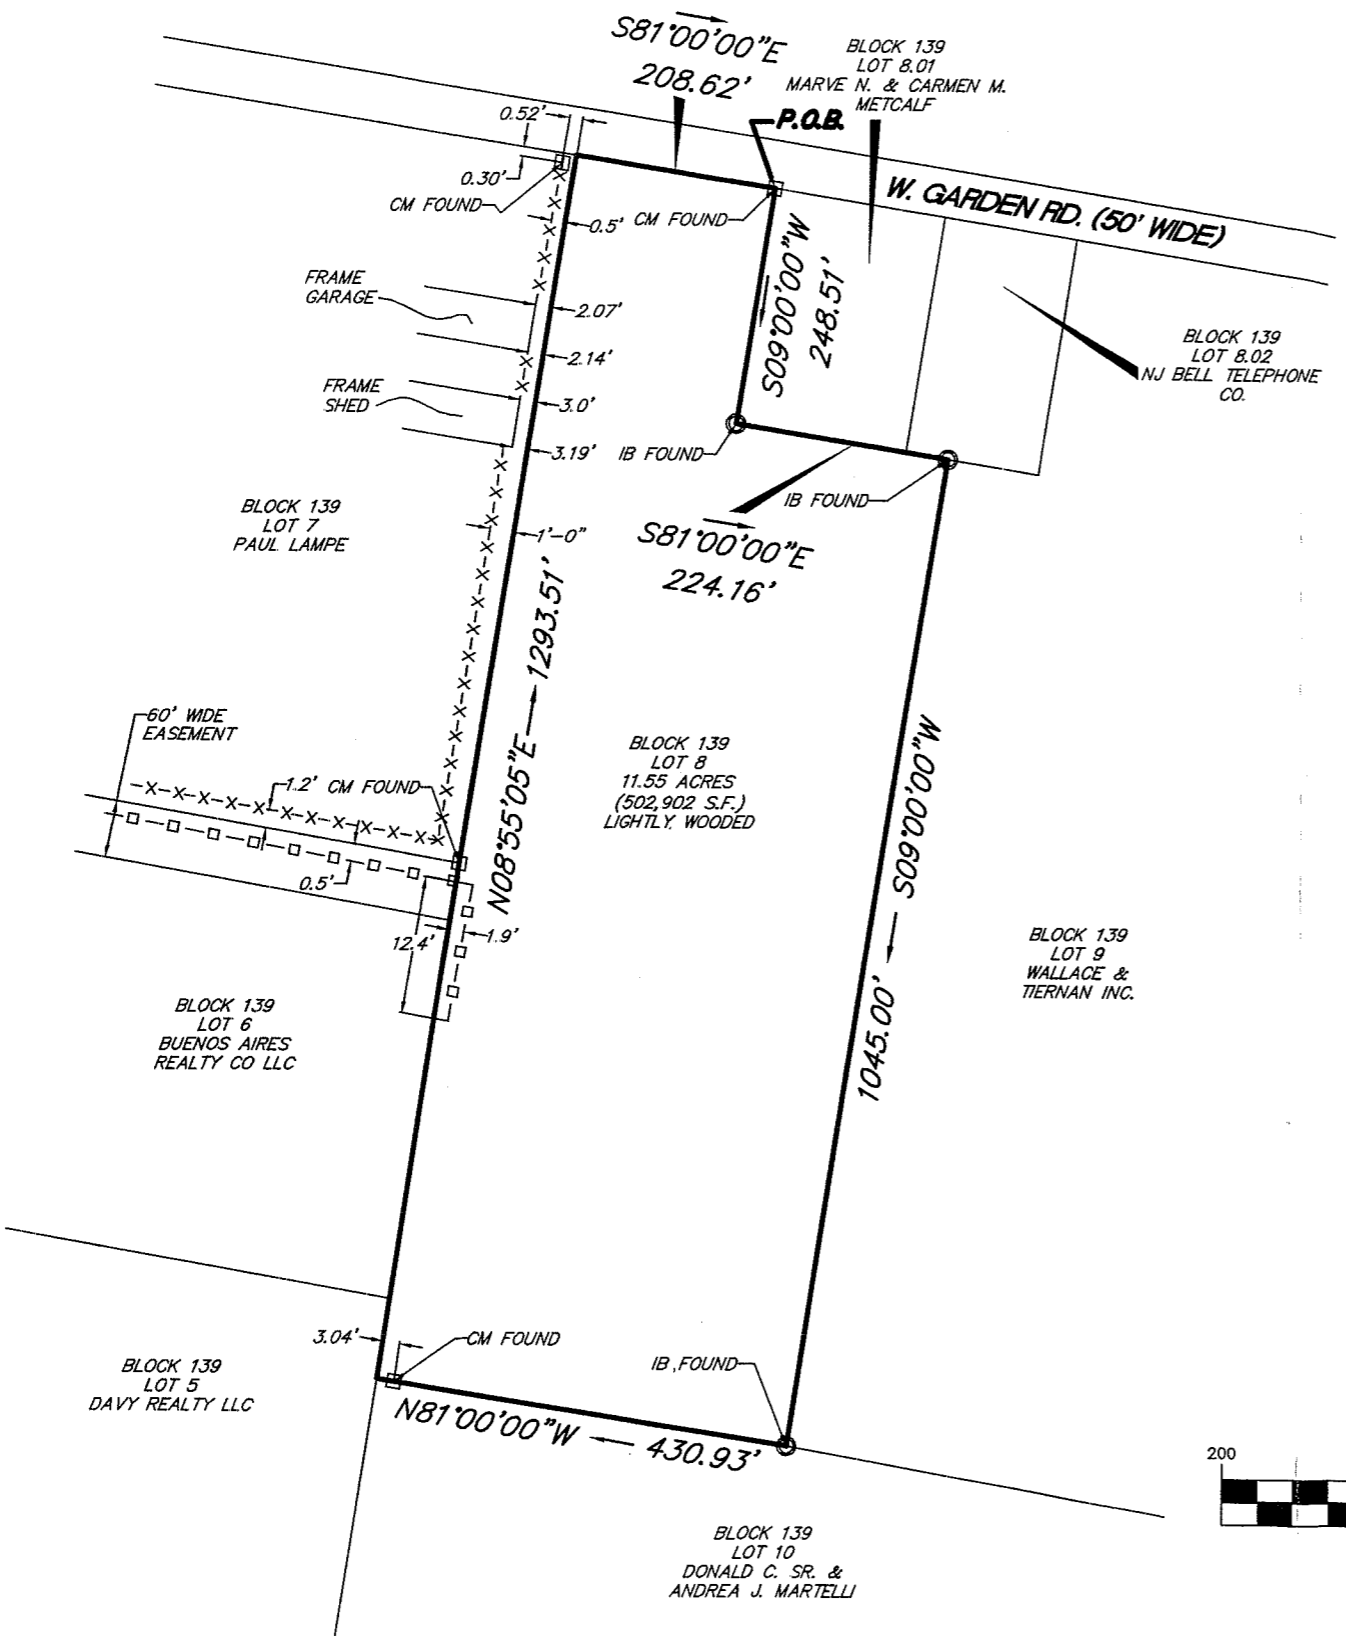 S81°00'00"E
208.62'
BLOCK 139
LOT 8.01
MARVE N. & CARMEN M.
METCALF
P.O.B.
0.52'
0.30'
CM FOUND
CM FOUND
W. GARDEN RD. (50' WIDE)
0.5'
S09°00'00"W
248.51'
FRAME
GARAGE
2.07'
2.14'
BLOCK 139
LOT 8.02
NJ BELL TELEPHONE
CO.
FRAME
SHED
3.0'
3.19'
IB FOUND
IB FOUND
BLOCK 139
LOT 7
PAUL LAMPE
1'-0"
S81°00'00"E
224.16'
N08°55'05"E 1293.51'
60' WIDE
EASEMENT
1.2'
CM FOUND
BLOCK 139
LOT 8
11.55 ACRES
(502,902 S.F.)
LIGHTLY WOODED
1045.00' S09°00'00"W
0.5'
12.4'
1.9'
BLOCK 139
LOT 9
WALLACE &
TIERNAN INC.
BLOCK 139
LOT 6
BUENOS AIRES
REALTY CO LLC
3.04'
CM FOUND
IB FOUND
BLOCK 139
LOT 5
DAVY REALTY LLC
N81°00'00"W 430.93'
200
BLOCK 139
LOT 10
DONALD C. SR. &
ANDREA J. MARTELLI